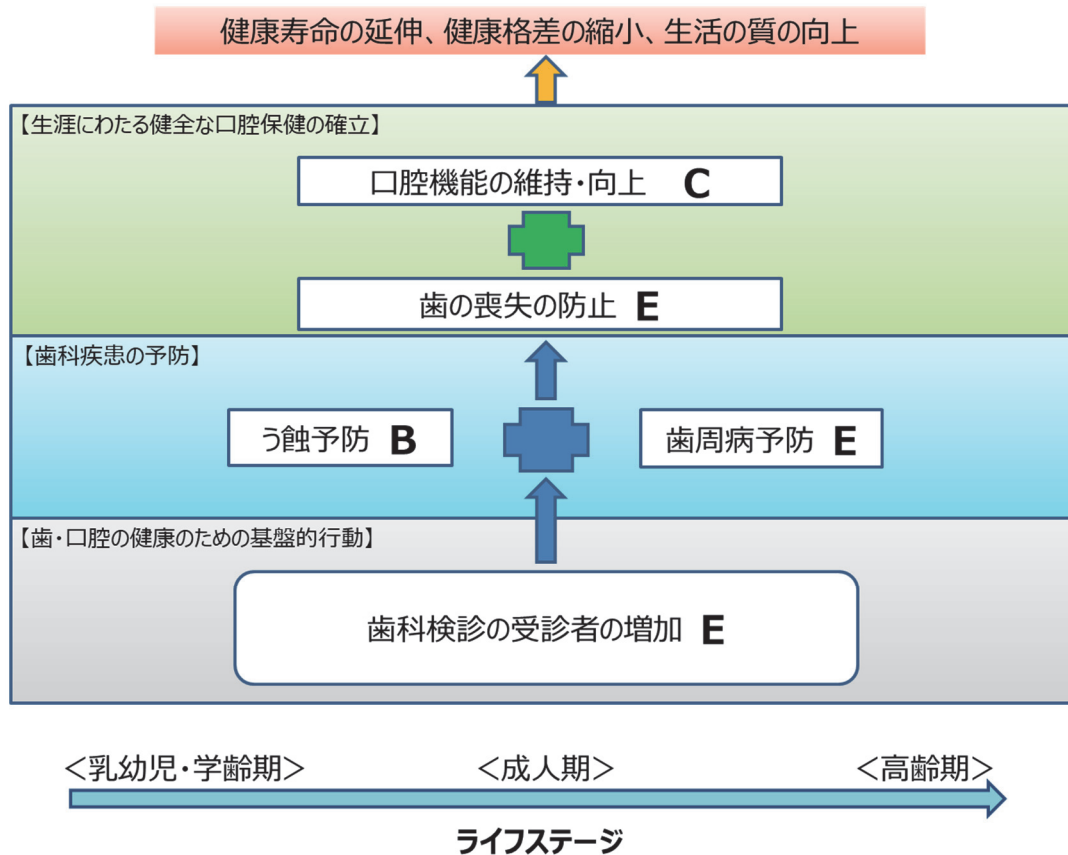 健康寿命の延伸、健康格差の縮小、生活の質の向上
【生涯にわたる健全な口腔保健の確立】
口腔機能の維持・向上 C
歯の喪失の防止 E
【歯科疾患の予防】
う蝕予防 B
歯周病予防 E
【歯・口腔の健康のための基盤的行動】
歯科検診の受診者の増加 E
<乳幼児・学齢期>
<成人期>
<高齢期>
ライフステージ